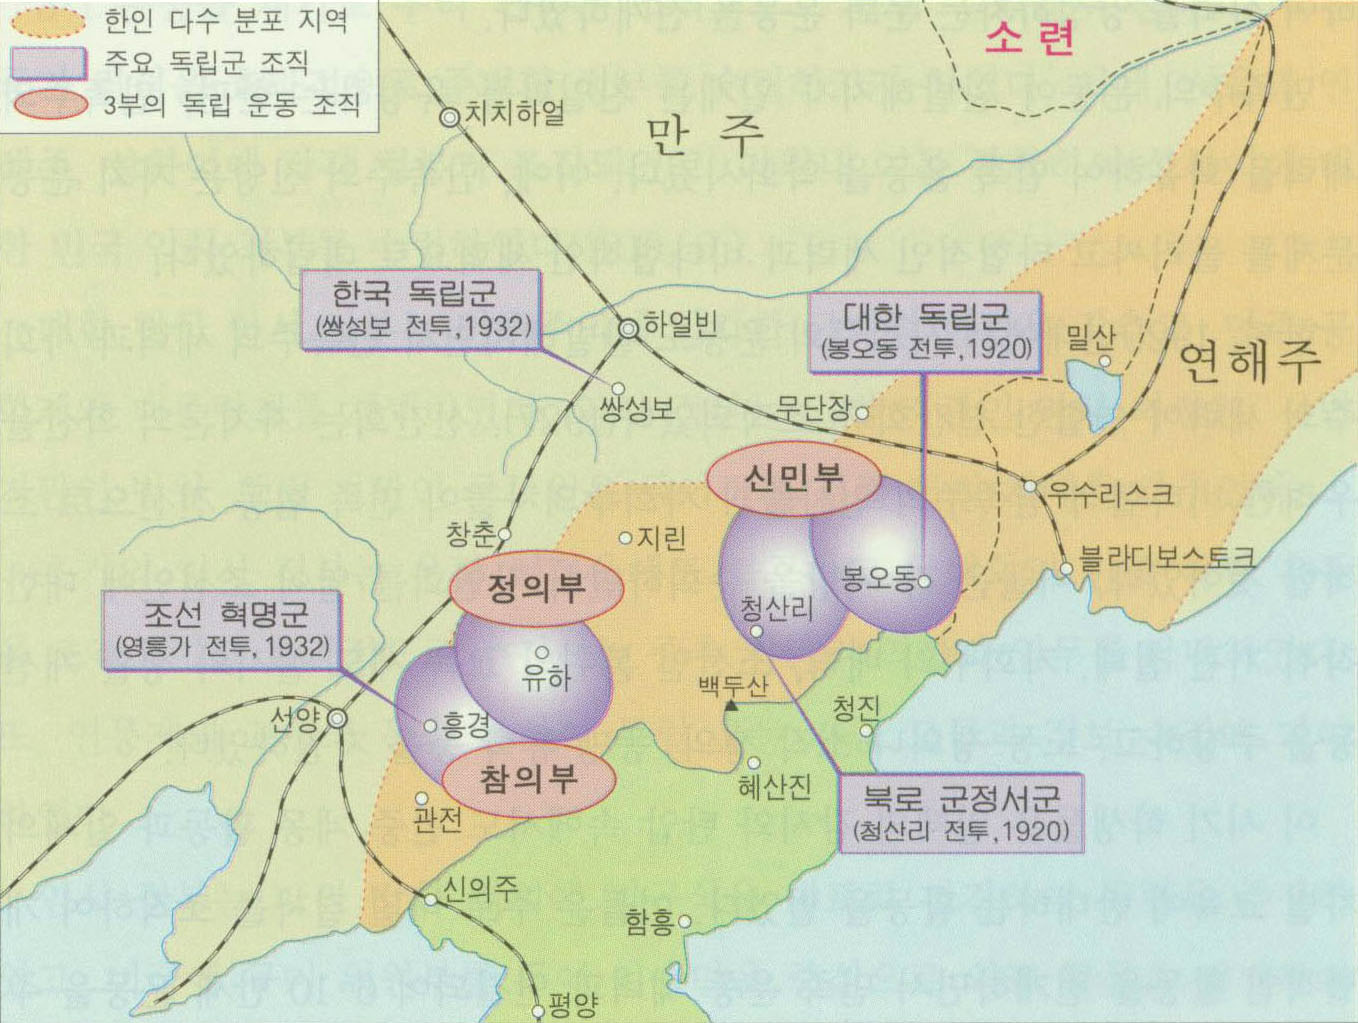 한인 다수 분포 지역
주요 독립군 조직
3부의 독립 운동 조직
소련
치치하얼
만주
한국 독립군
(쌍성보 전투,1932)
하얼빈
대한 독립군
(봉오동 전투,1920)
밀산
연해주
쌍성보
무단장
신민부
우수리스크
창춘
지린
블라디보스토크
정의부
봉오동
청산리
조선 혁명군
(영릉가 전투,1932)
유하
백두산
청진
선양
흥경
참의부
혜산진
관전
북로 군정서군
(청산리 전투,1920)
신의주
함흥
평양